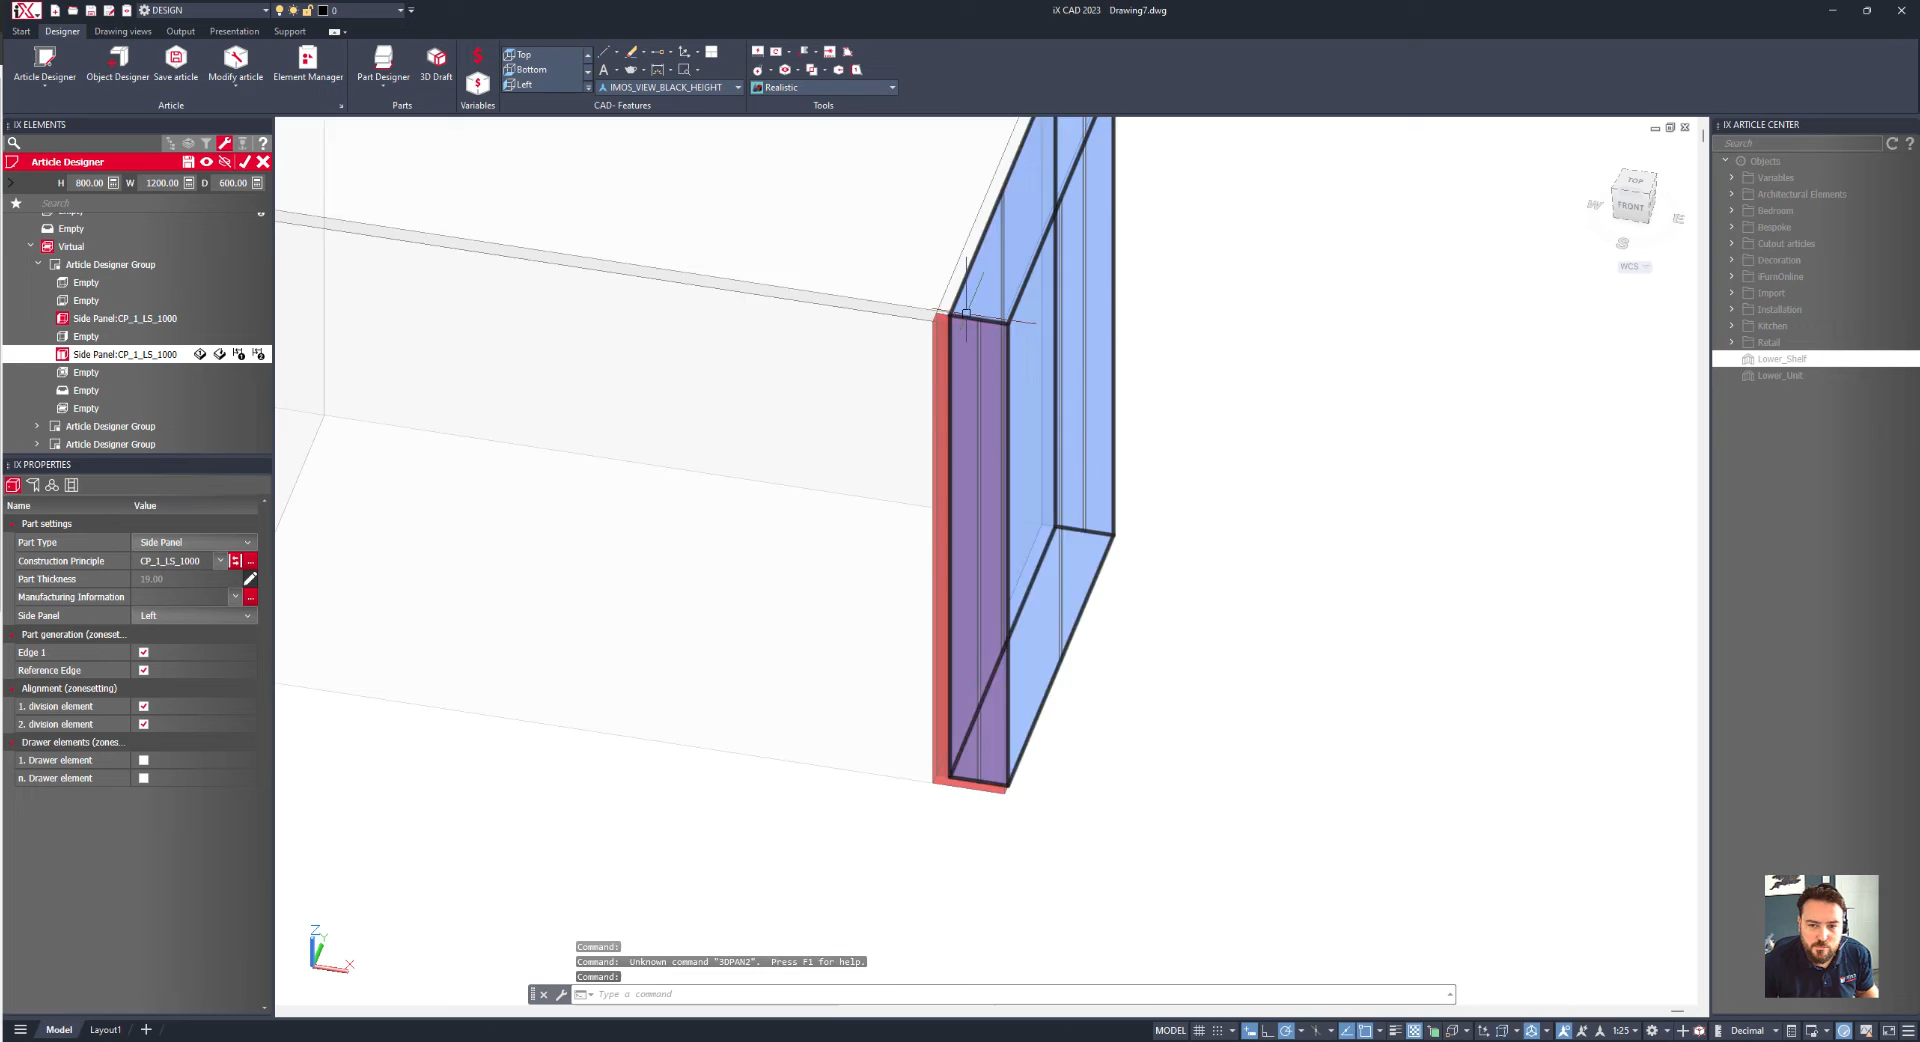 DESIGN
0
iX CAD 2023 Drawing7.dwg
Start Designer Drawing views Output Presentation Support
Article Designer Object Designer Save article Modify article Element Manager Part Designer 3D Draft
Top
Bottom
Left
IMOS_VIEW_BLACK_HEIGHT
Realistic
Article Parts Variables CAD- Features Tools
IX ELEMENTS
Article Designer
H 800.00 W 1200.00 D 600.00
Search
Empty
Empty
Virtual
Article Designer Group
Empty
Empty
Side Panel:CP_1_LS_1000
Empty
Side Panel:CP_1_LS_1000
Empty
Empty
Empty
Article Designer Group
Article Designer Group
IX PROPERTIES
Name Value
Part settings
Part Type Side Panel
Construction Principle CP_1_LS_1000
Part Thickness 19.00
Manufacturing Information
Side Panel Left
Part generation (zoneset...
Edge 1
Reference Edge
Alignment (zonesetting)
1. division element
2. division element
Drawer elements (zones...
1. Drawer element
n. Drawer element
TOP
FRONT
W E
S
WCS
Z
Y
X
Command:
Command: Unknown command "3DPAN2". Press F1 for help.
Command:
Type a command
IX ARTICLE CENTER
Search
Objects
Variables
Architectural Elements
Bedroom
Bespoke
Cutout articles
Decoration
iFurnOnline
Import
Installation
Kitchen
Retail
Lower_Shelf
Lower_Unit
Model Layout1
MODEL 1:25 Decimal